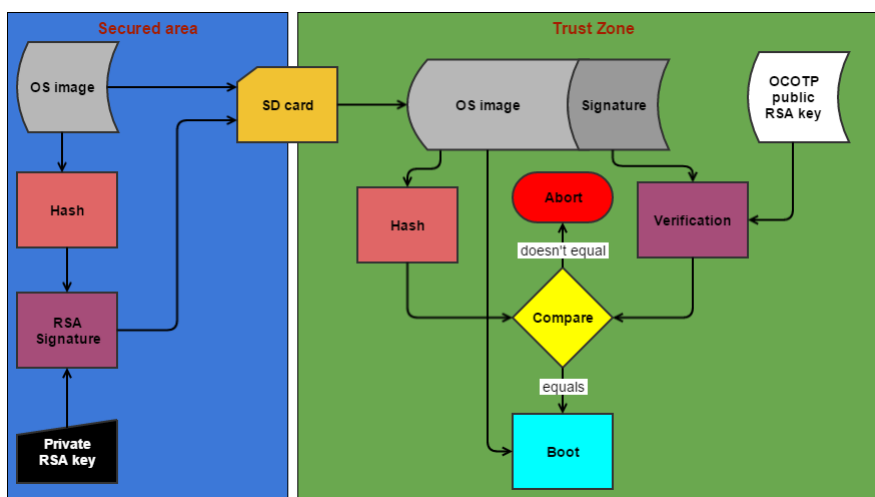 Secured area
Trust Zone
OS image
SD card
OS image
Signature
OCOTP
public
RSA key
Hash
Abort
Hash
Verification
doesn't equal
RSA
Signature
Compare
equals
Private
RSA key
Boot